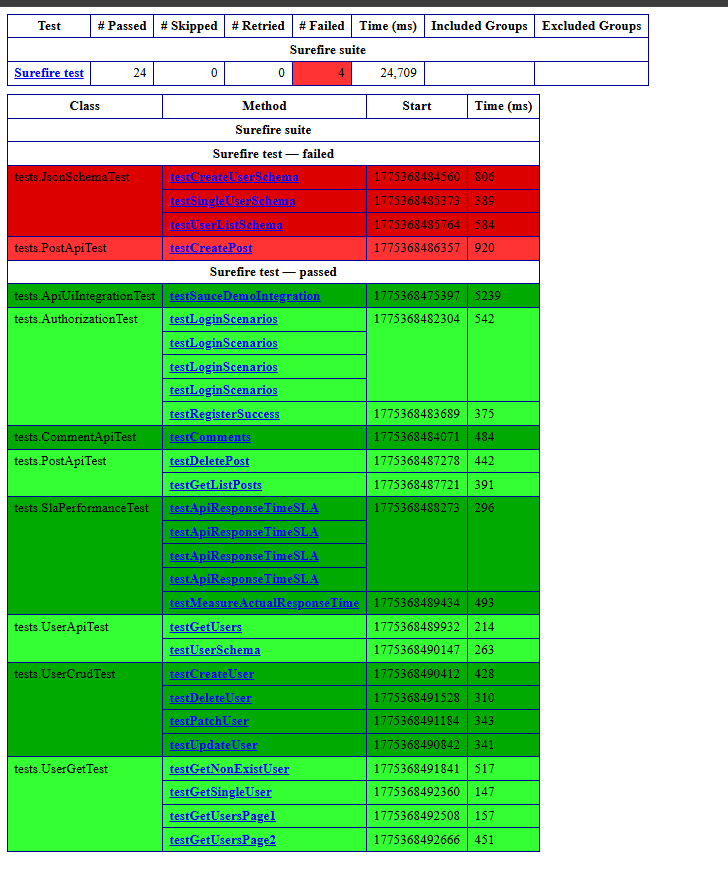 Test # Passed # Skipped # Retried # Failed Time (ms) Included Groups Excluded Groups
Surefire suite
Surefire test 24 0 0 4 24,709
Class Method Start Time (ms)
Surefire suite
Surefire test — failed
tests.JsonSchemaTest testCreateUserSchema 1775368484560 806
testSingleUserSchema 1775368485373 389
testUserListSchema 1775368485764 584
tests.PostApiTest testCreatePost 1775368486357 920
Surefire test — passed
tests.ApiUiIntegrationTest testSauceDemoIntegration 1775368475397 5239
tests.AuthorizationTest testLoginScenarios 1775368482304 542
testLoginScenarios
testLoginScenarios
testLoginScenarios
testRegisterSuccess 1775368483689 375
tests.CommentApiTest testComments 1775368484071 484
tests.PostApiTest testDeletePost 1775368487278 442
testGetListPosts 1775368487721 391
tests.SlaPerformanceTest testApiResponseTimeSLA 1775368488273 296
testApiResponseTimeSLA
testApiResponseTimeSLA
testApiResponseTimeSLA
testMeasureActualResponseTime 1775368489434 493
tests.UserApiTest testGetUsers 1775368489932 214
testUserSchema 1775368490147 263
tests.UserCrudTest testCreateUser 1775368490412 428
testDeleteUser 1775368491528 310
testPatchUser 1775368491184 343
testUpdateUser 1775368490842 341
tests.UserGetTest testGetNonExistUser 1775368491841 517
testGetSingleUser 1775368492360 147
testGetUsersPage1 1775368492508 157
testGetUsersPage2 1775368492666 451